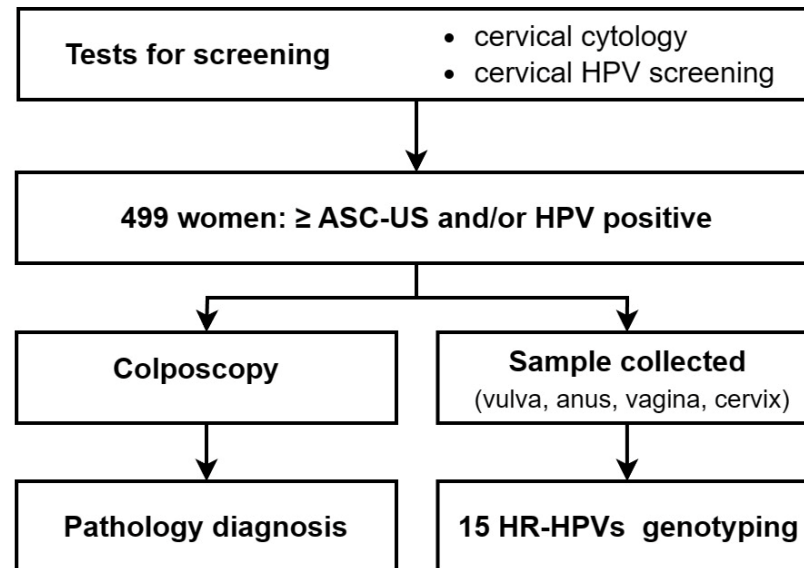 Tests for screening
• cervical cytology
• cervical HPV screening
499 women: ≥ ASC-US and/or HPV positive
Colposcopy
Sample collected
(vulva, anus, vagina, cervix)
Pathology diagnosis
15 HR-HPVs genotyping